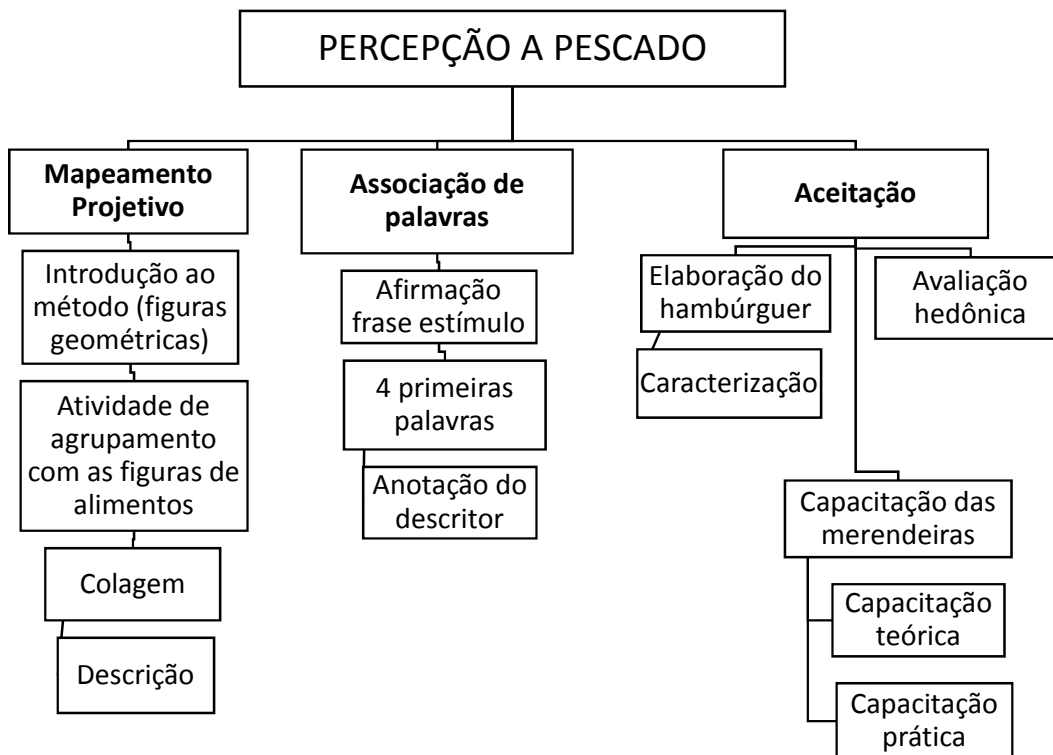 PERCEPÇÃO A PESCADO
Mapeamento
Projetivo
Introdução ao
método (figuras
geométricas)
Atividade de
agrupamento
com as figuras de
alimentos
Colagem
Descrição
Associação de
palavras
Afirmação
frase estímulo
4 primeiras
palavras
Anotação do
descritor
Aceitação
Elaboração do
hambúrguer
Caracterização
Avaliação
hedônica
Capacitação das
merendeiras
Capacitação
teórica
Capacitação
prática